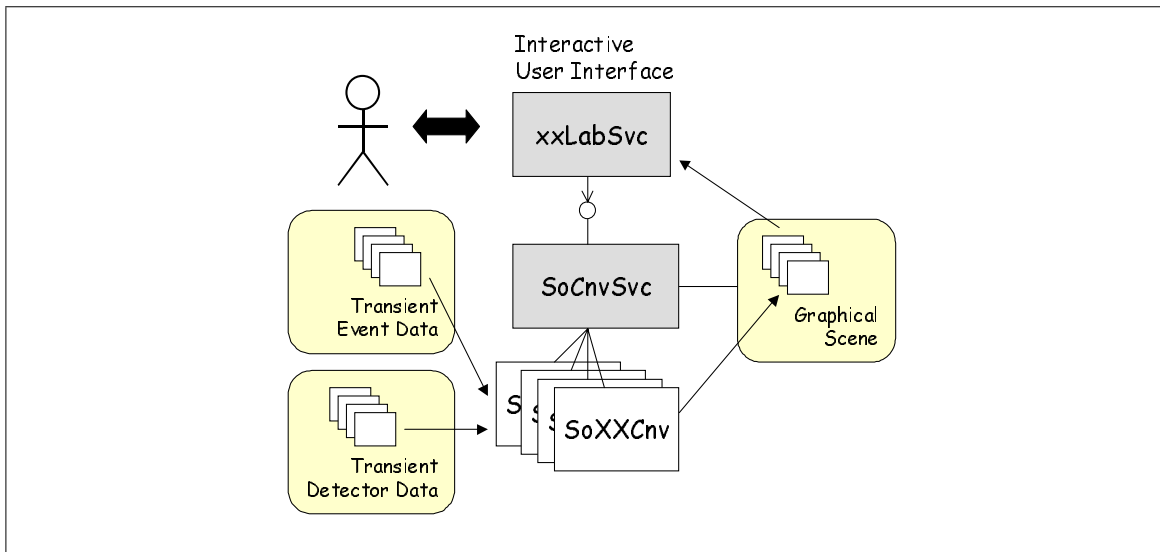 Interactive
User Interface
xxLabSvc
SoCnvSvc
Transient
Event Data
Graphical
Scene
S
S
S
SoXXCnv
Transient
Detector Data